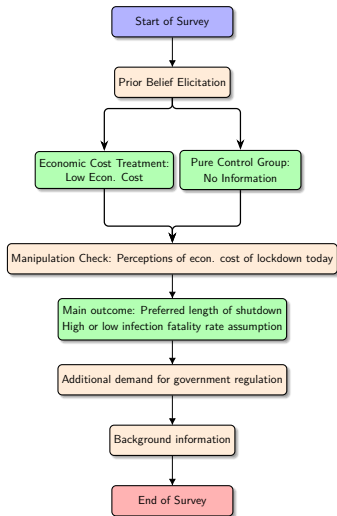 Start of Survey
Prior Belief Elicitation
Economic Cost Treatment:
Low Econ. Cost
Pure Control Group:
No Information
Manipulation Check: Perceptions of econ. cost of lockdown today
Main outcome: Preferred length of shutdown
High or low infection fatality rate assumption
Additional demand for government regulation
Background information
End of Survey